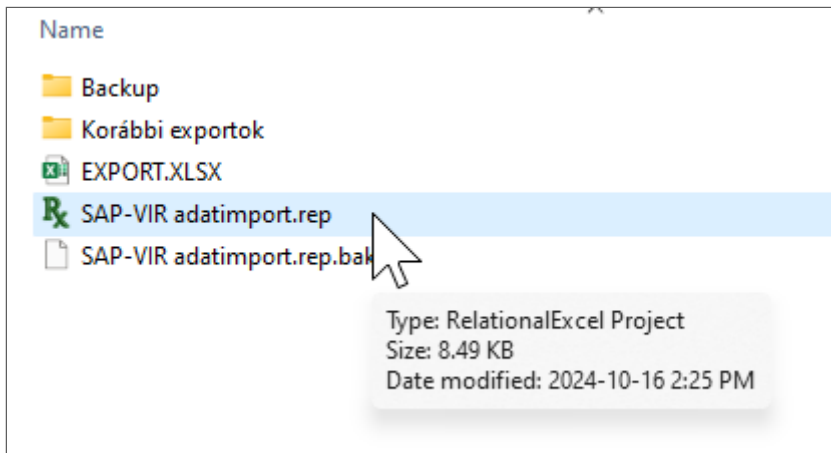 Name
Backup
Korábbi exportok
EXPORT.XLSX
SAP-VIR adatimport.rep
SAP-VIR adatimport.rep.bak
Type: RelationalExcel Project
Size: 8.49 KB
Date modified: 2024-10-16 2:25 PM